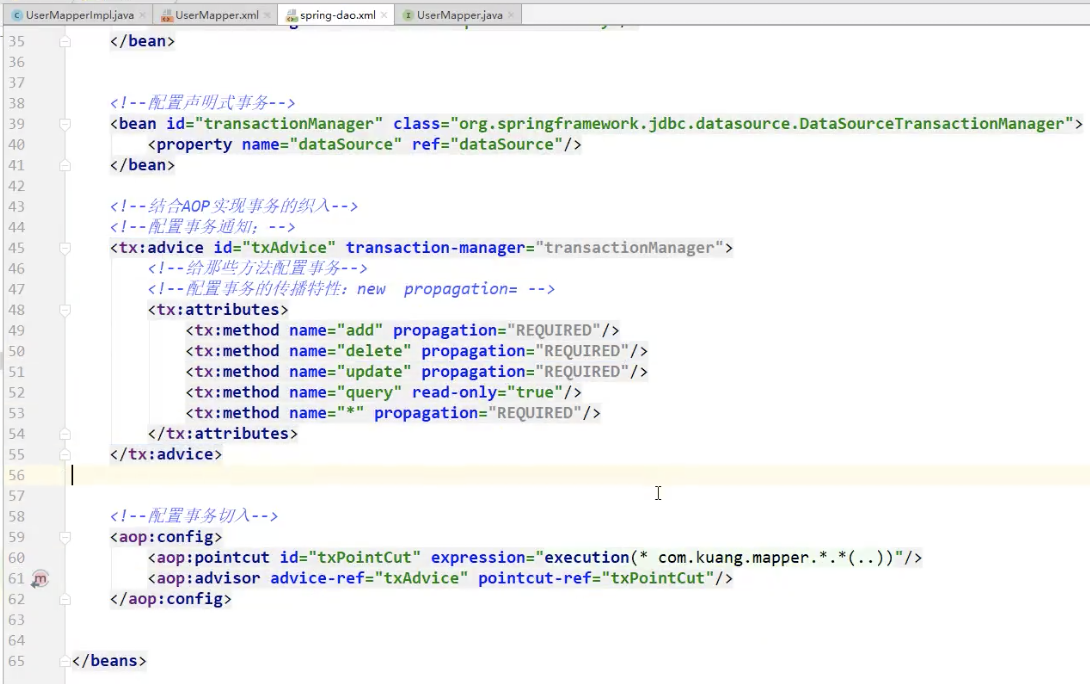 UserMapperImpl.java × UserMapper.xml × spring-dao.xml × UserMapper.java ×
35 </bean>
36
37
38 <!--配置声明式事务-->
39 <bean id="transactionManager" class="org.springframework.jdbc.datasource.DataSourceTransactionManager">
40 <property name="dataSource" ref="dataSource"/>
41 </bean>
42
43 <!--结合AOP实现事务的织入-->
44 <!--配置事务通知；-->
45 <tx:advice id="txAdvice" transaction-manager="transactionManager">
46 <!--给那些方法配置事务-->
47 <!--配置事务的传播特性：new propagation= -->
48 <tx:attributes>
49 <tx:method name="add" propagation="REQUIRED"/>
50 <tx:method name="delete" propagation="REQUIRED"/>
51 <tx:method name="update" propagation="REQUIRED"/>
52 <tx:method name="query" read-only="true"/>
53 <tx:method name="*" propagation="REQUIRED"/>
54 </tx:attributes>
55 </tx:advice>
56
57
58 <!--配置事务切入-->
59 <aop:config>
60 <aop:pointcut id="txPointCut" expression="execution(* com.kuang.mapper.*.*(..))"/>
61 <aop:advisor advice-ref="txAdvice" pointcut-ref="txPointCut"/>
62 </aop:config>
63
64
65 </beans>